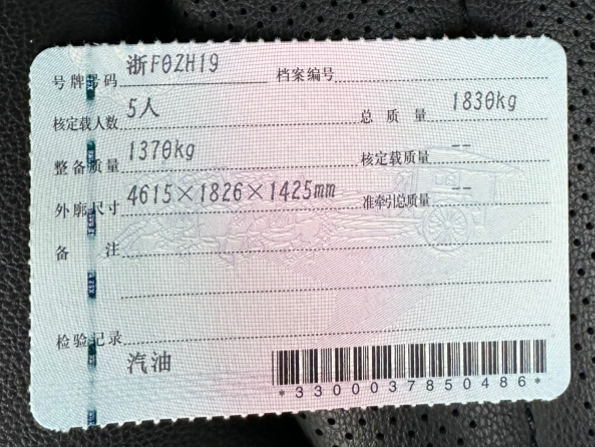 号牌号码 浙F02H19 档案编号
核定载人数 5人 总质量 1830kg
整备质量 1370kg 核定载质量 --
外廓尺寸 4615×1826×1425mm 准牵引总质量 --
备注
检验记录
汽油
*3300037850486*